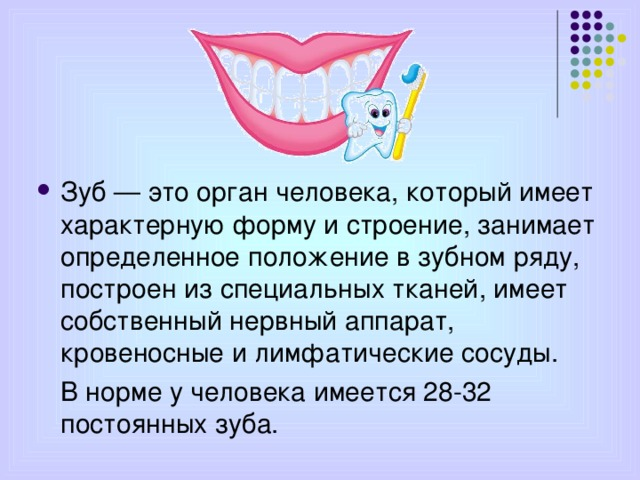 Зуб — это орган человека, который имеет
характерную форму и строение, занимает
определенное положение в зубном ряду,
построен из специальных тканей, имеет
собственный нервный аппарат,
кровеносные и лимфатические сосуды.
В норме у человека имеется 28-32
постоянных зуба.